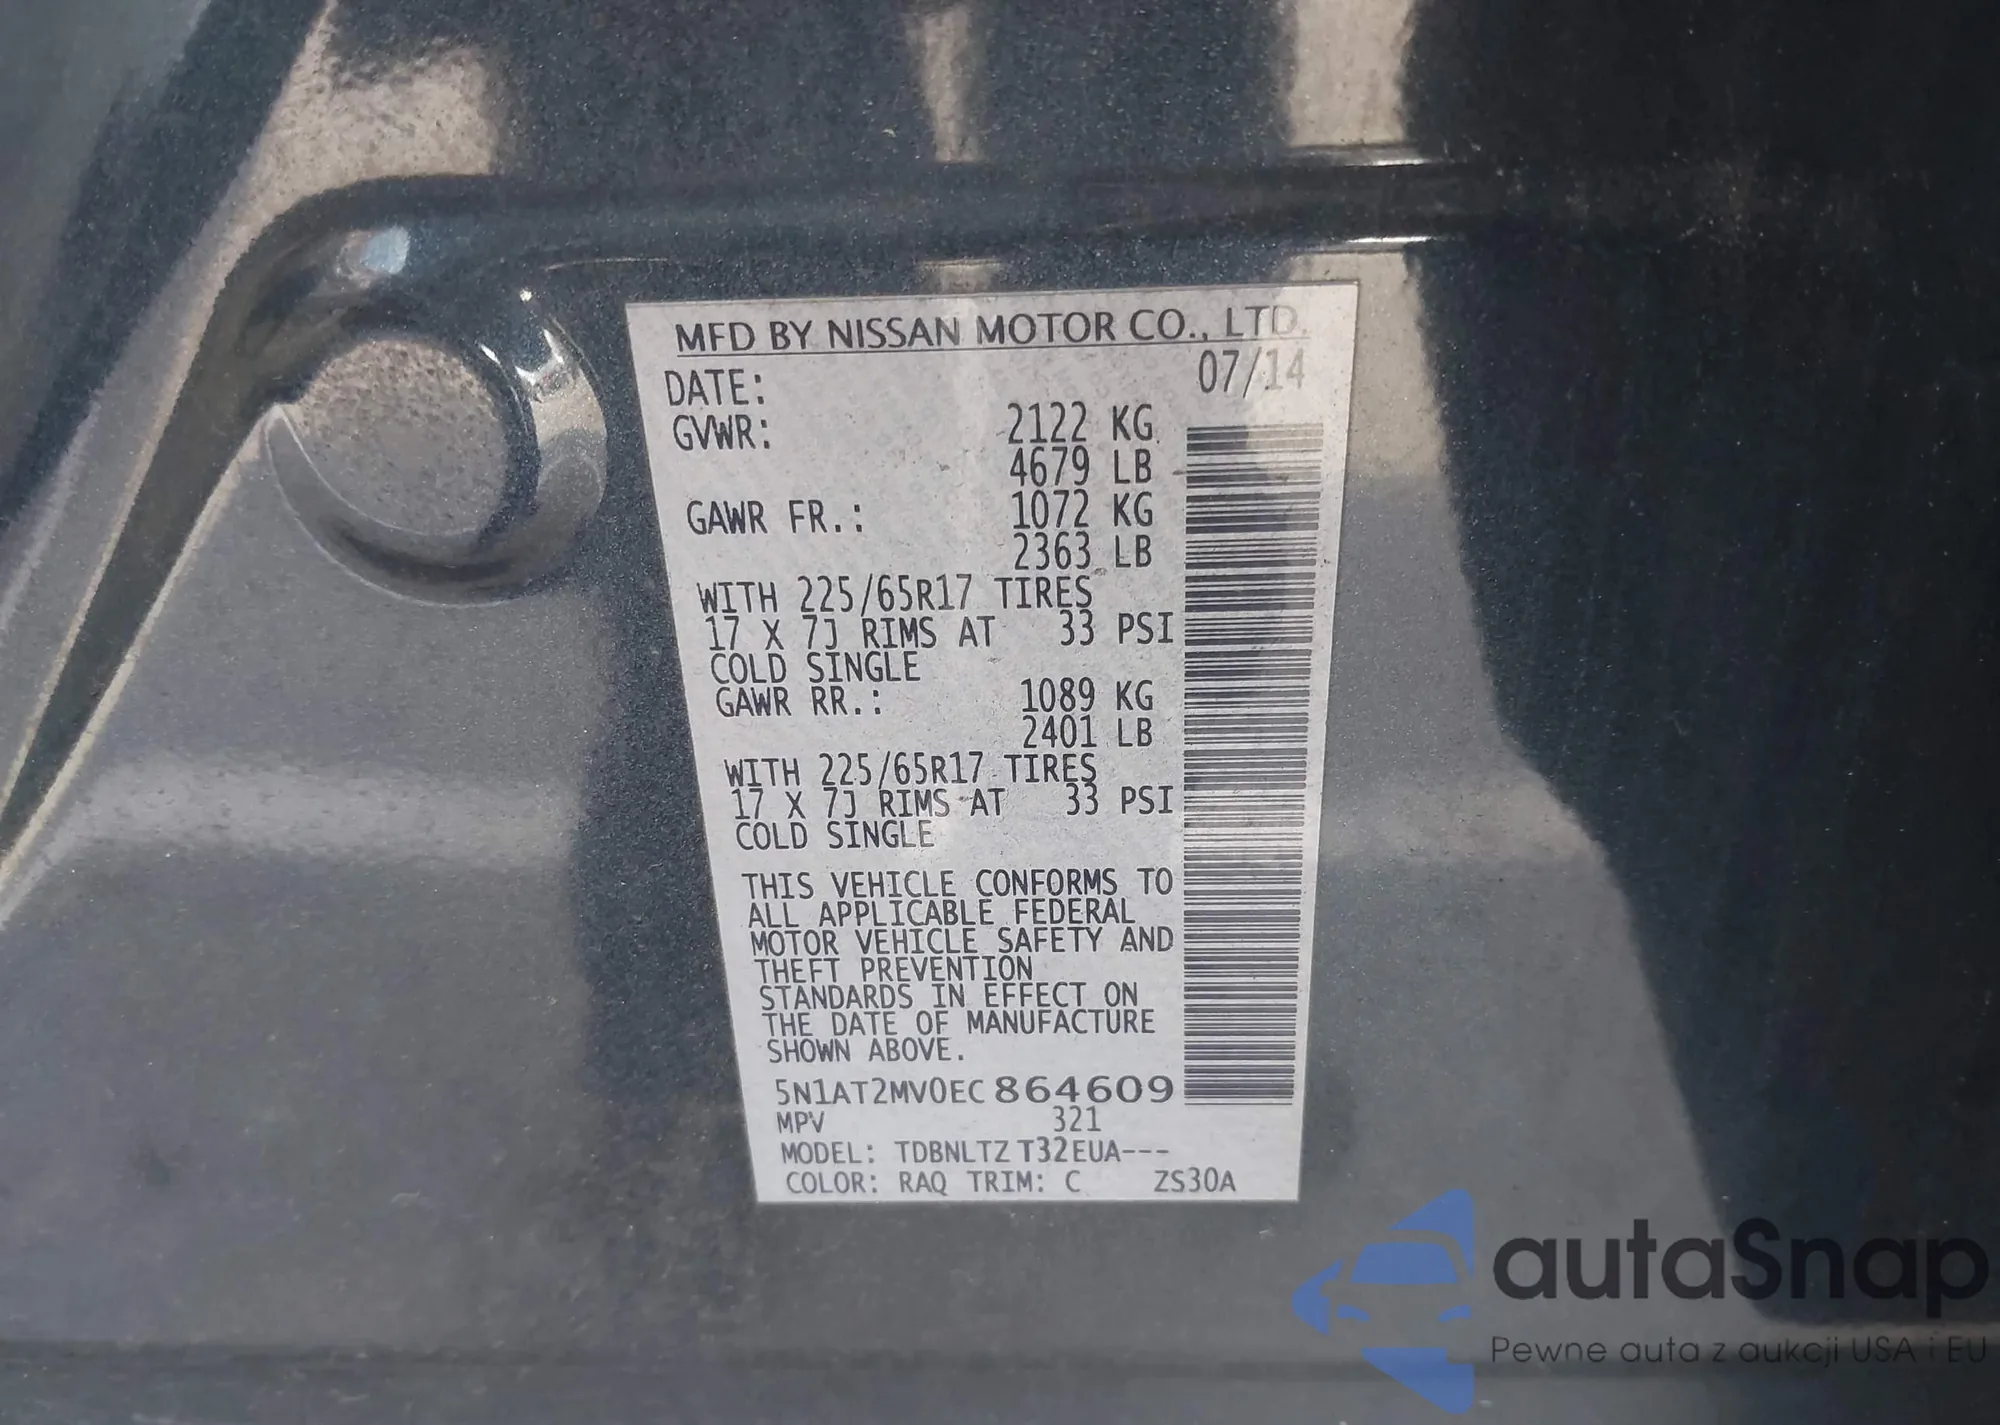 MFD BY NISSAN MOTOR CO., LTD.
DATE: 07/14
GVWR: 2122 KG
4679 LB
GAWR FR.: 1072 KG
2363 LB
WITH 225/65R17 TIRES
17 X 7J RIMS AT 33 PSI
COLD SINGLE
GAWR RR.: 1089 KG
2401 LB
WITH 225/65R17 TIRES
17 X 7J RIMS AT 33 PSI
COLD SINGLE
THIS VEHICLE CONFORMS TO
ALL APPLICABLE FEDERAL
MOTOR VEHICLE SAFETY AND
THEFT PREVENTION
STANDARDS IN EFFECT ON
THE DATE OF MANUFACTURE
SHOWN ABOVE.
5N1AT2MV0EC864609
MPV 321
MODEL: TDBNLTZ T32EUA---
COLOR: RAQ TRIM: C ZS30A
autaSnap
Pewne auta z aukcji USA i EU